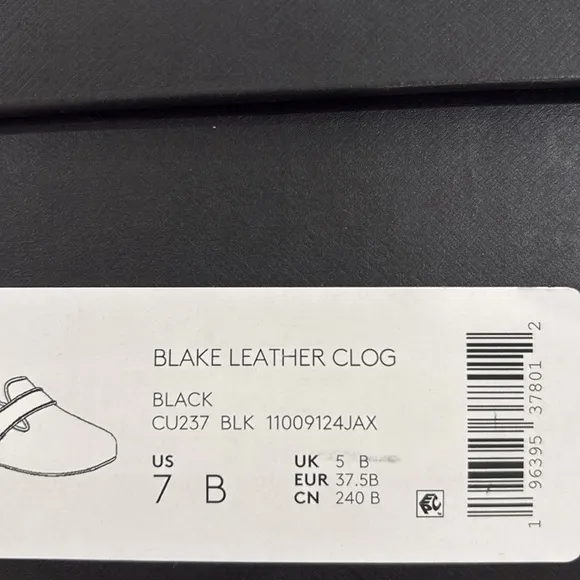 BLAKE LEATHER CLOG
BLACK
CU237 BLK 11009124JAX
US
7 B
UK 5 B
EUR 37.5B
CN 240 B
1 96395 37801 2